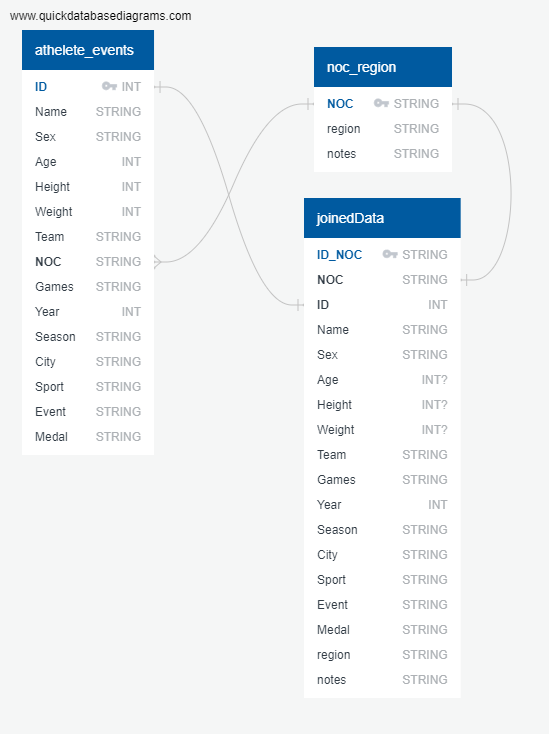 www.quickdatabasediagrams.com
athelete_events
ID INT
Name STRING
Sex STRING
Age INT
Height INT
Weight INT
Team STRING
NOC STRING
Games STRING
Year INT
Season STRING
City STRING
Sport STRING
Event STRING
Medal STRING
noc_region
NOC STRING
region STRING
notes STRING
joinedData
ID_NOC STRING
NOC STRING
ID INT
Name STRING
Sex STRING
Age INT?
Height INT?
Weight INT?
Team STRING
Games STRING
Year INT
Season STRING
City STRING
Sport STRING
Event STRING
Medal STRING
region STRING
notes STRING